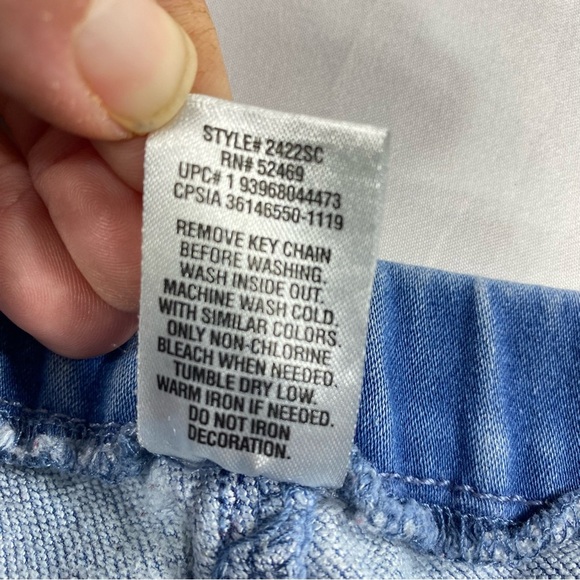 STYLE# 2422SC
RN# 52469
UPC# 1 93968044473
CPSIA 36146550-1119
REMOVE KEY CHAIN
BEFORE WASHING.
WASH INSIDE OUT.
MACHINE WASH COLD.
WITH SIMILAR COLORS.
ONLY NON-CHLORINE
BLEACH WHEN NEEDED.
TUMBLE DRY LOW.
WARM IRON IF NEEDED.
DO NOT IRON
DECORATION.